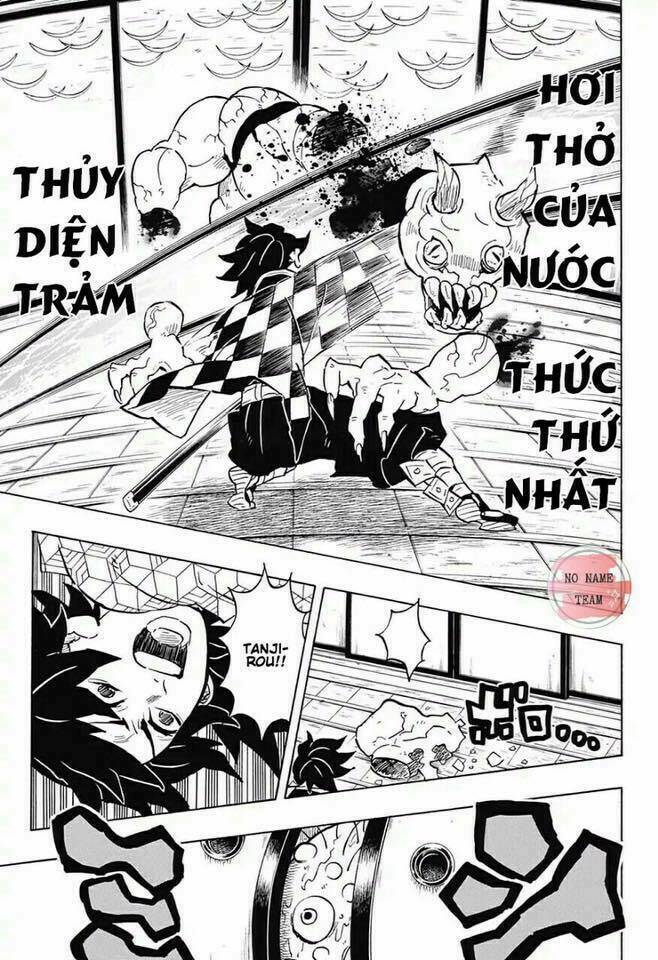 HƠI
THỞ
CỦA
NƯỚC
THỨC
THỨ
NHẤT
THỦY
DIỆN
TRẢM
NO NAME
TEAM
TANJI-
ROU!!